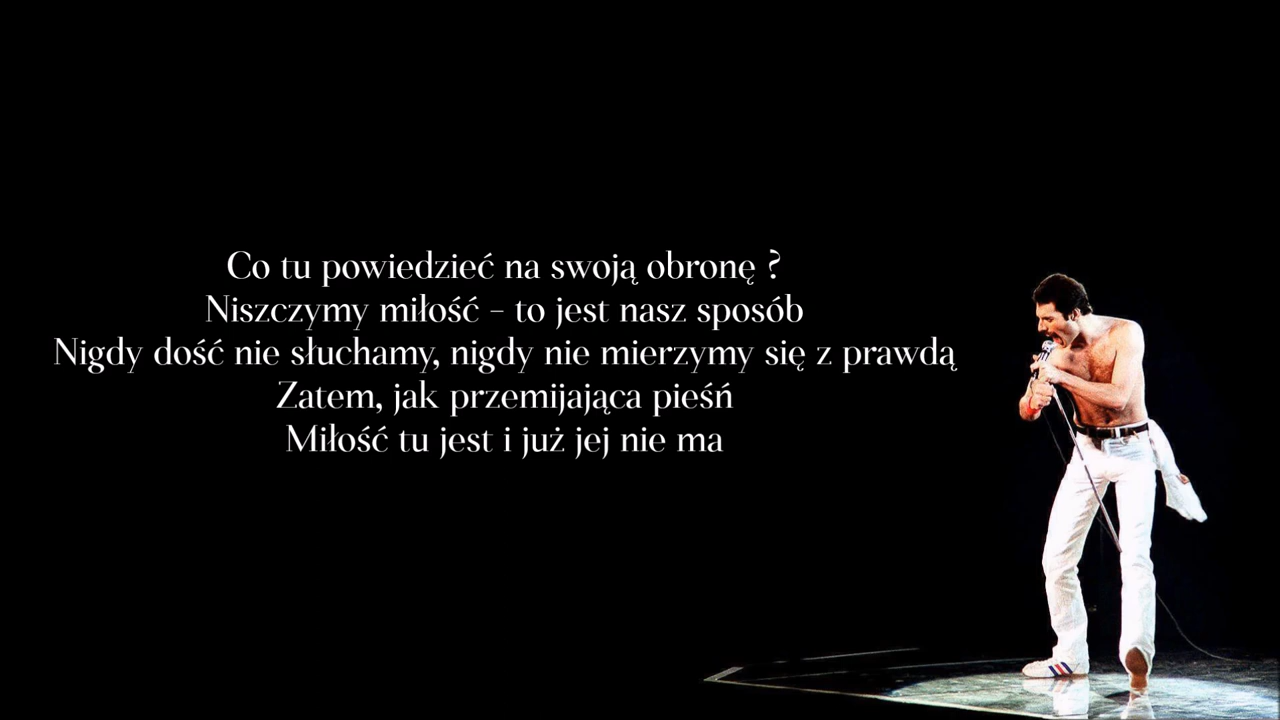 Co tu powiedzieć na swoją obronę ?
Niszczymy miłość – to jest nasz sposób
Nigdy dość nie słuchamy, nigdy nie mierzymy się z prawdą
Zatem, jak przemijająca pieśń
Miłość tu jest i już jej nie ma